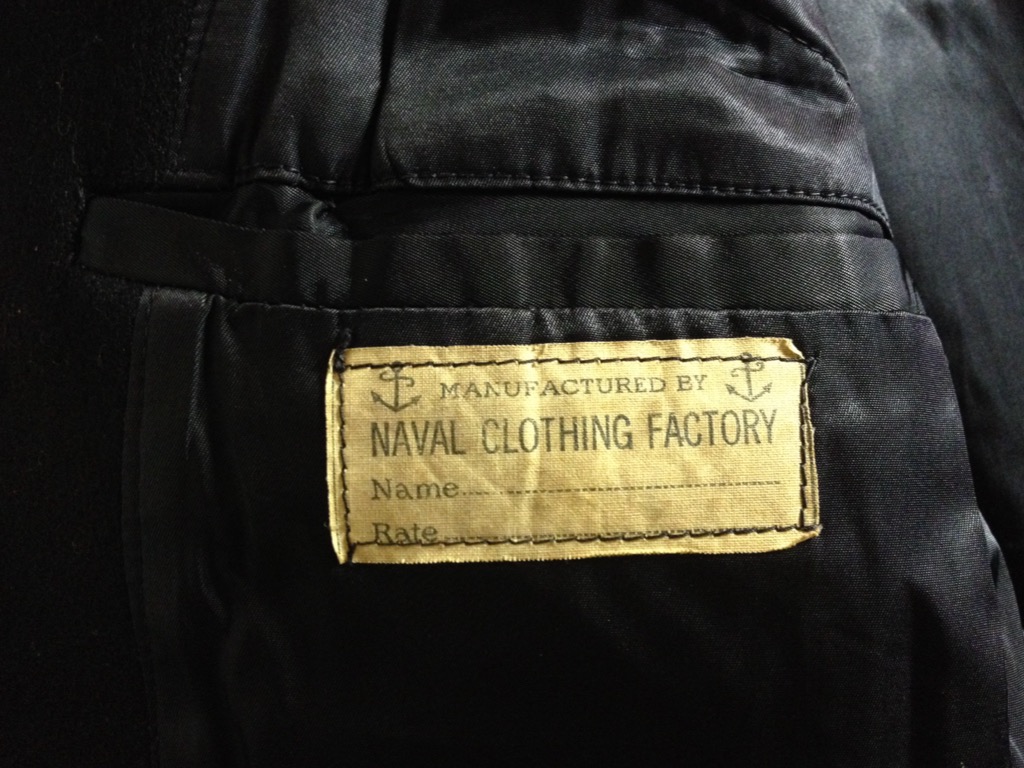 MANUFACTURED BY
NAVAL CLOTHING FACTORY
Name
Rate